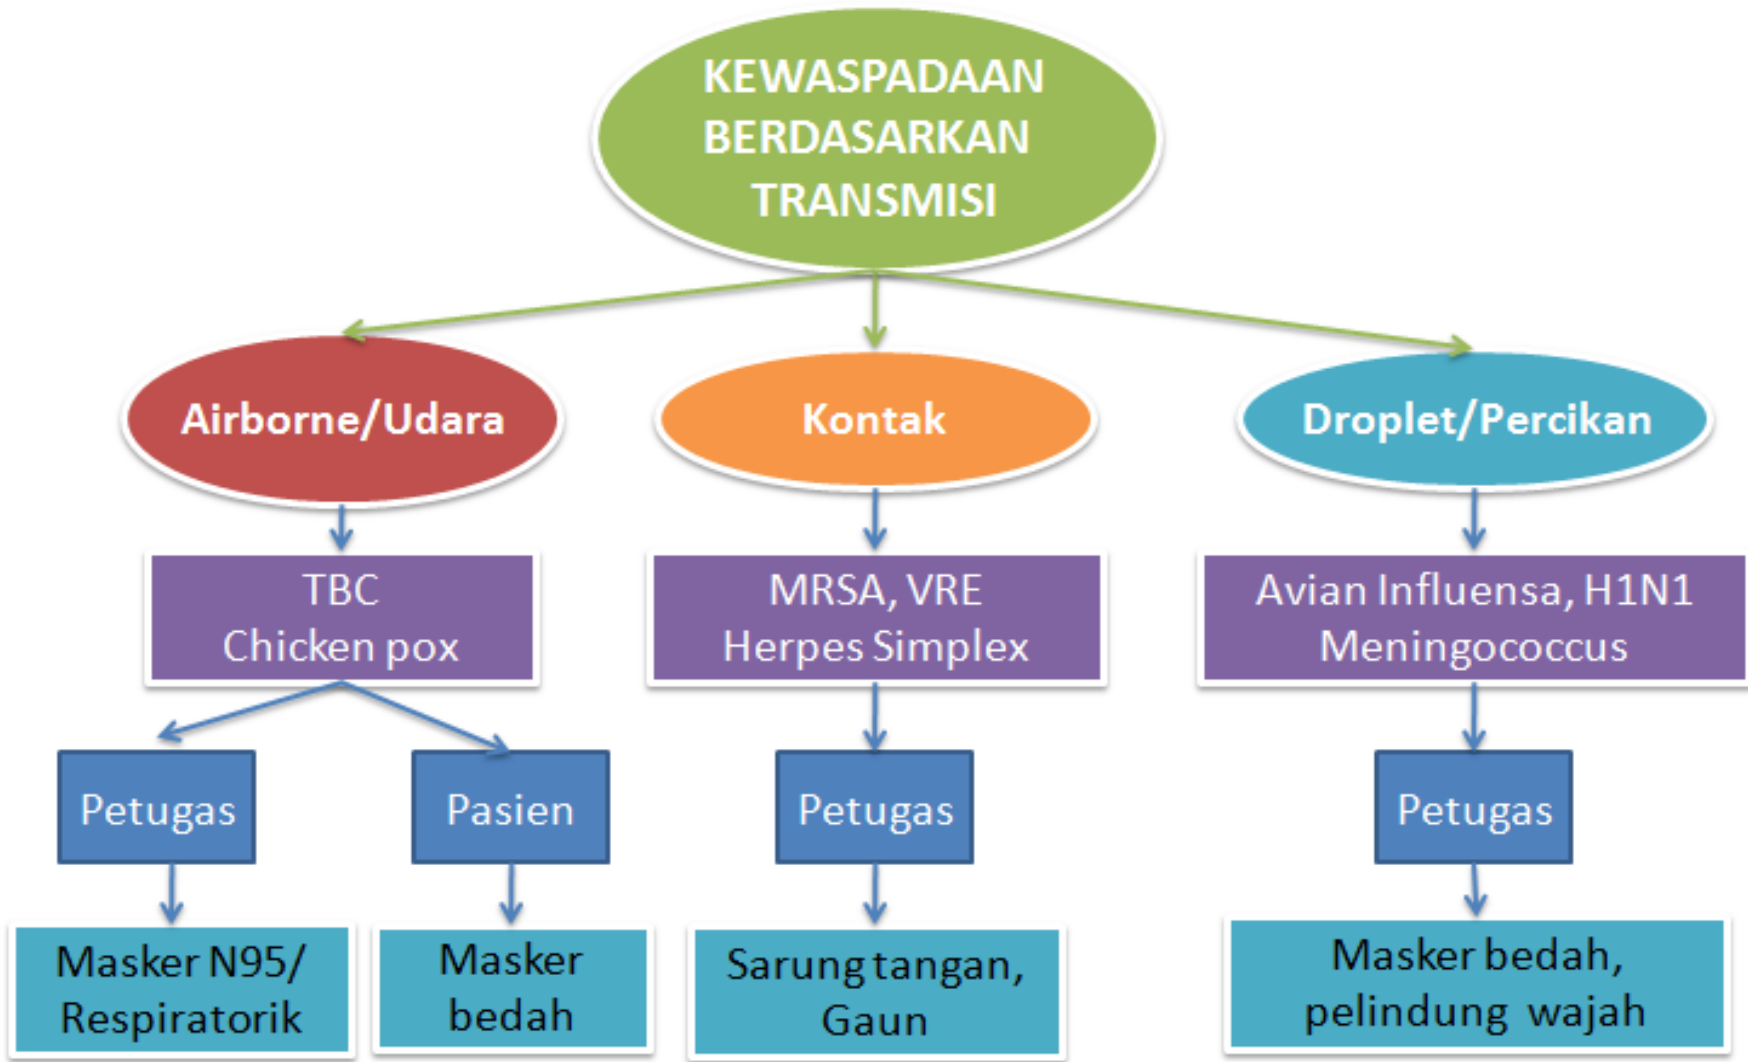 KEWASPADAAN
BERDASARKAN
TRANSMISI
Airborne/Udara
Kontak
Droplet/Percikan
TBC
Chicken pox
MRSA, VRE
Herpes Simplex
Avian Influensa, H1N1
Meningococcus
Petugas
Pasien
Petugas
Petugas
Masker N95/
Respiratorik
Masker
bedah
Sarung tangan,
Gaun
Masker bedah,
pelindung wajah